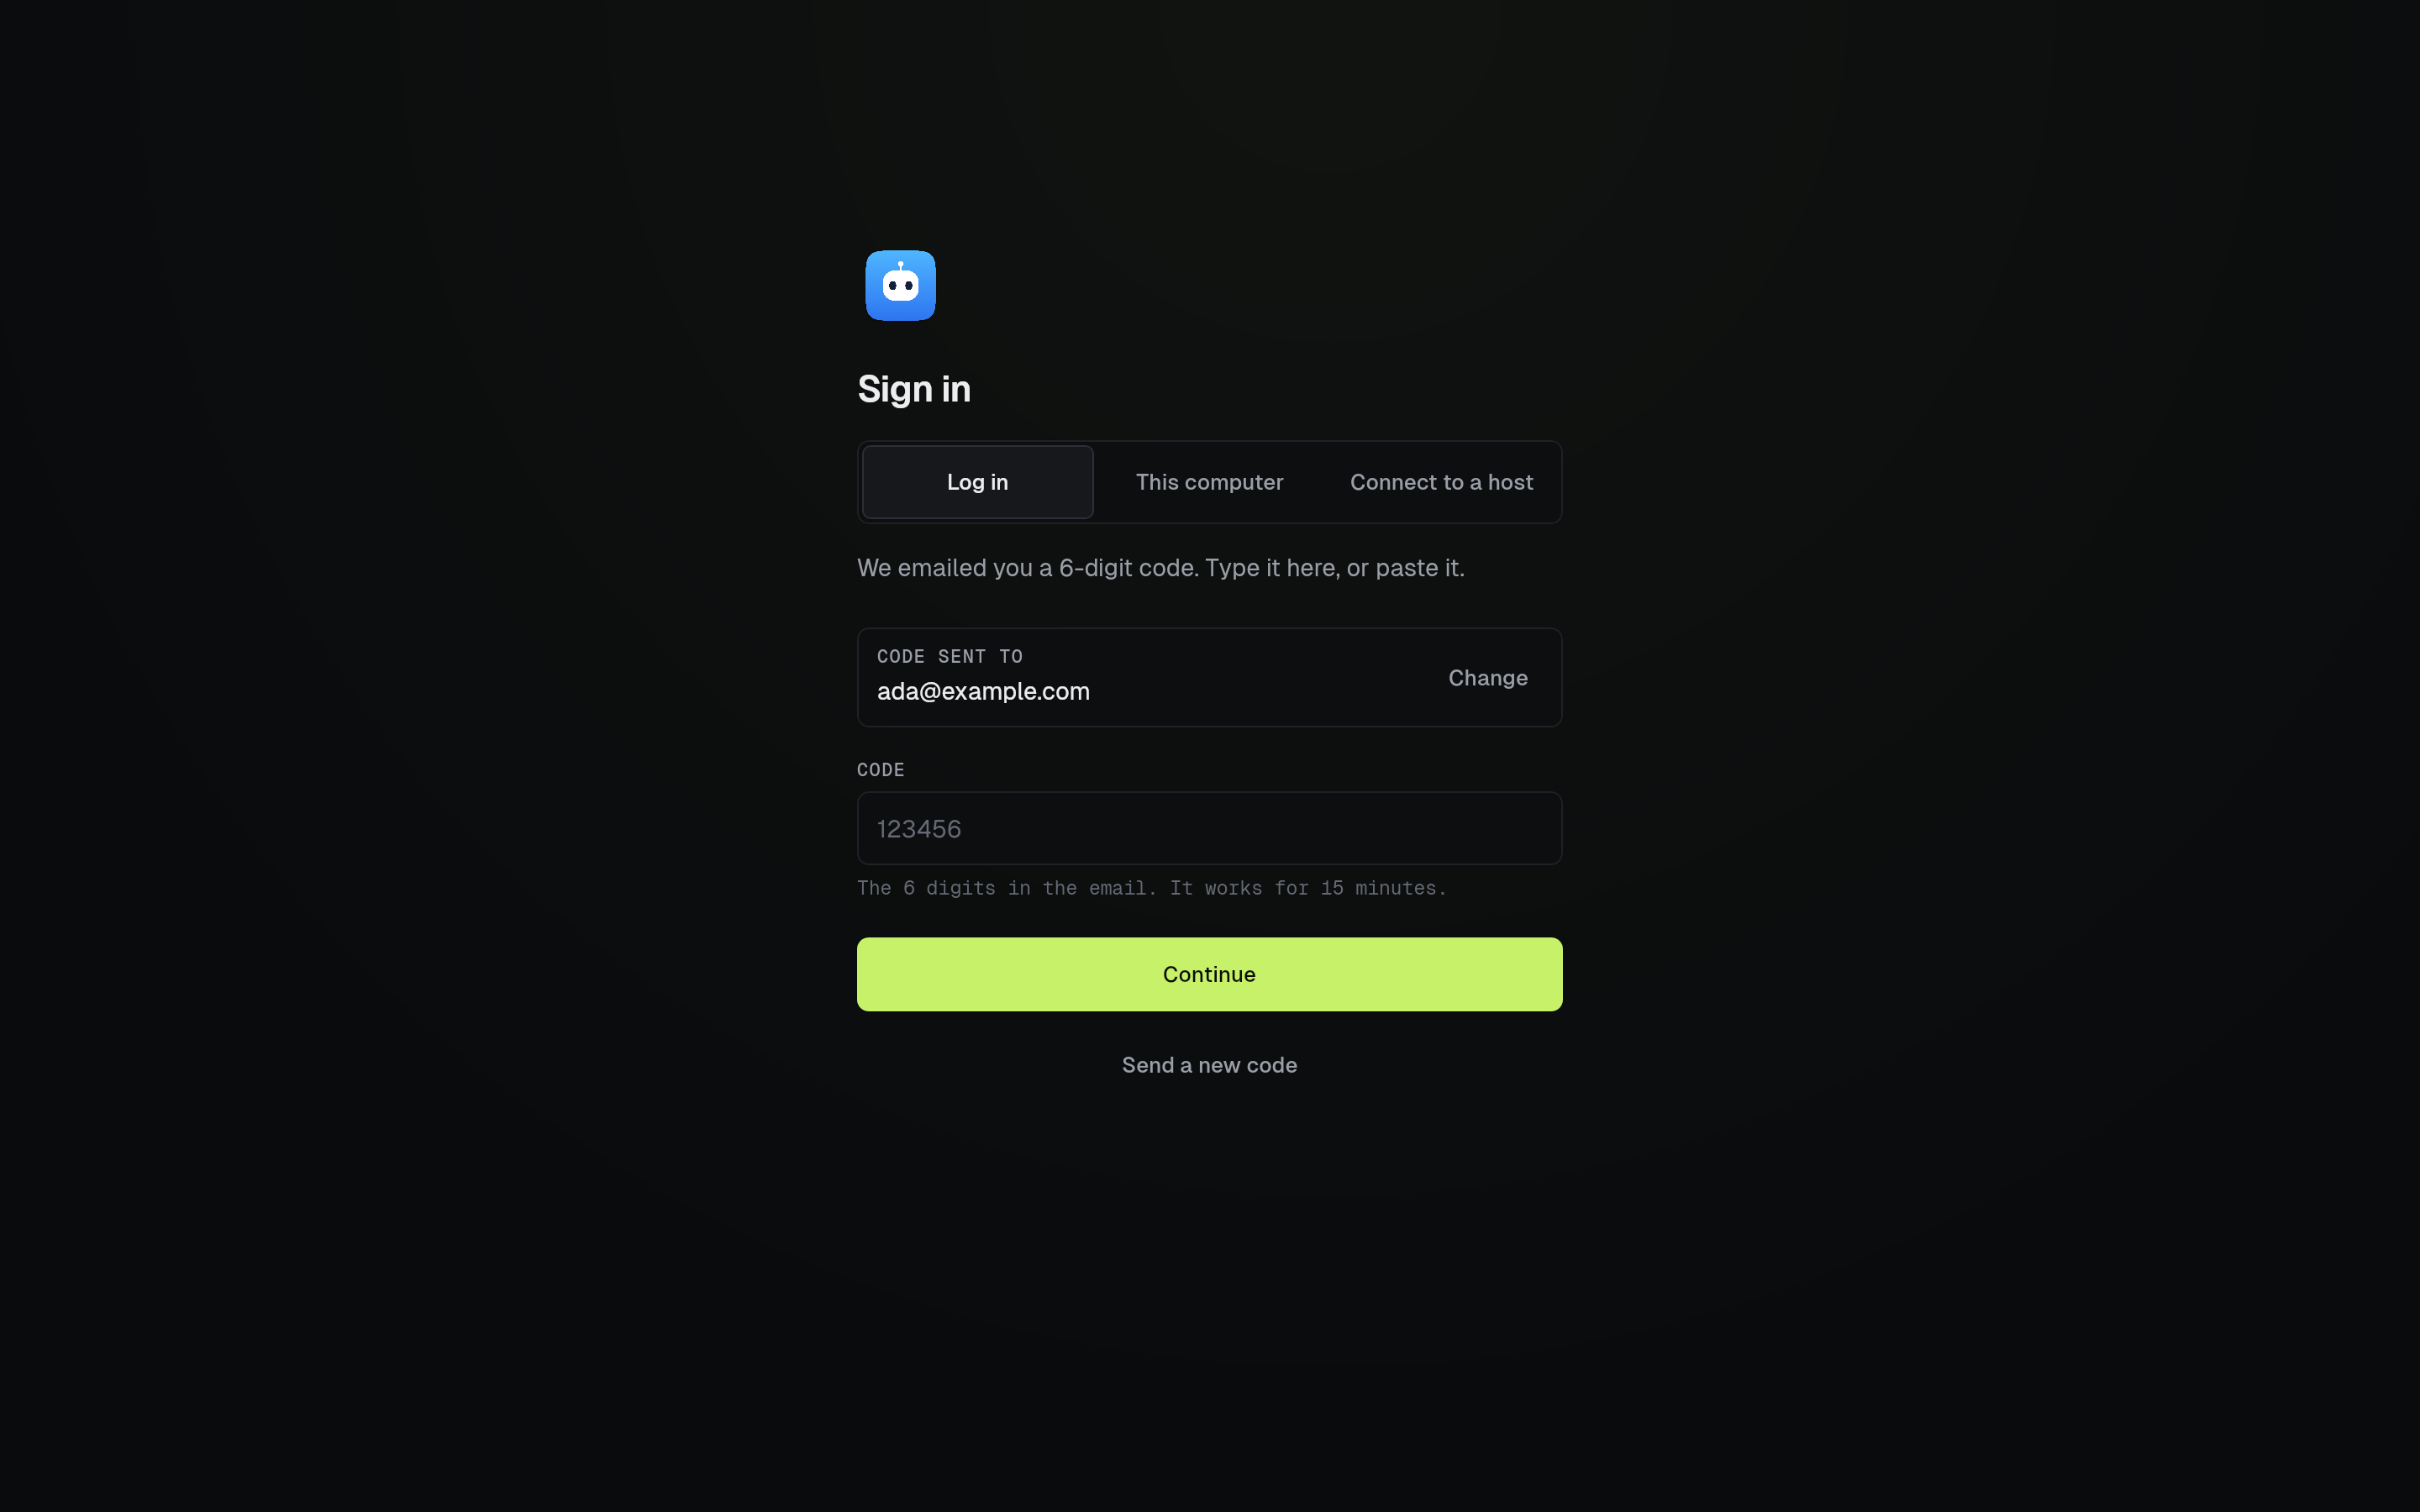 Sign in
Log in
This computer
Connect to a host
We emailed you a 6-digit code. Type it here, or paste it.
CODE SENT TO
ada@example.com
Change
CODE
123456
The 6 digits in the email. It works for 15 minutes.
Continue
Send a new code